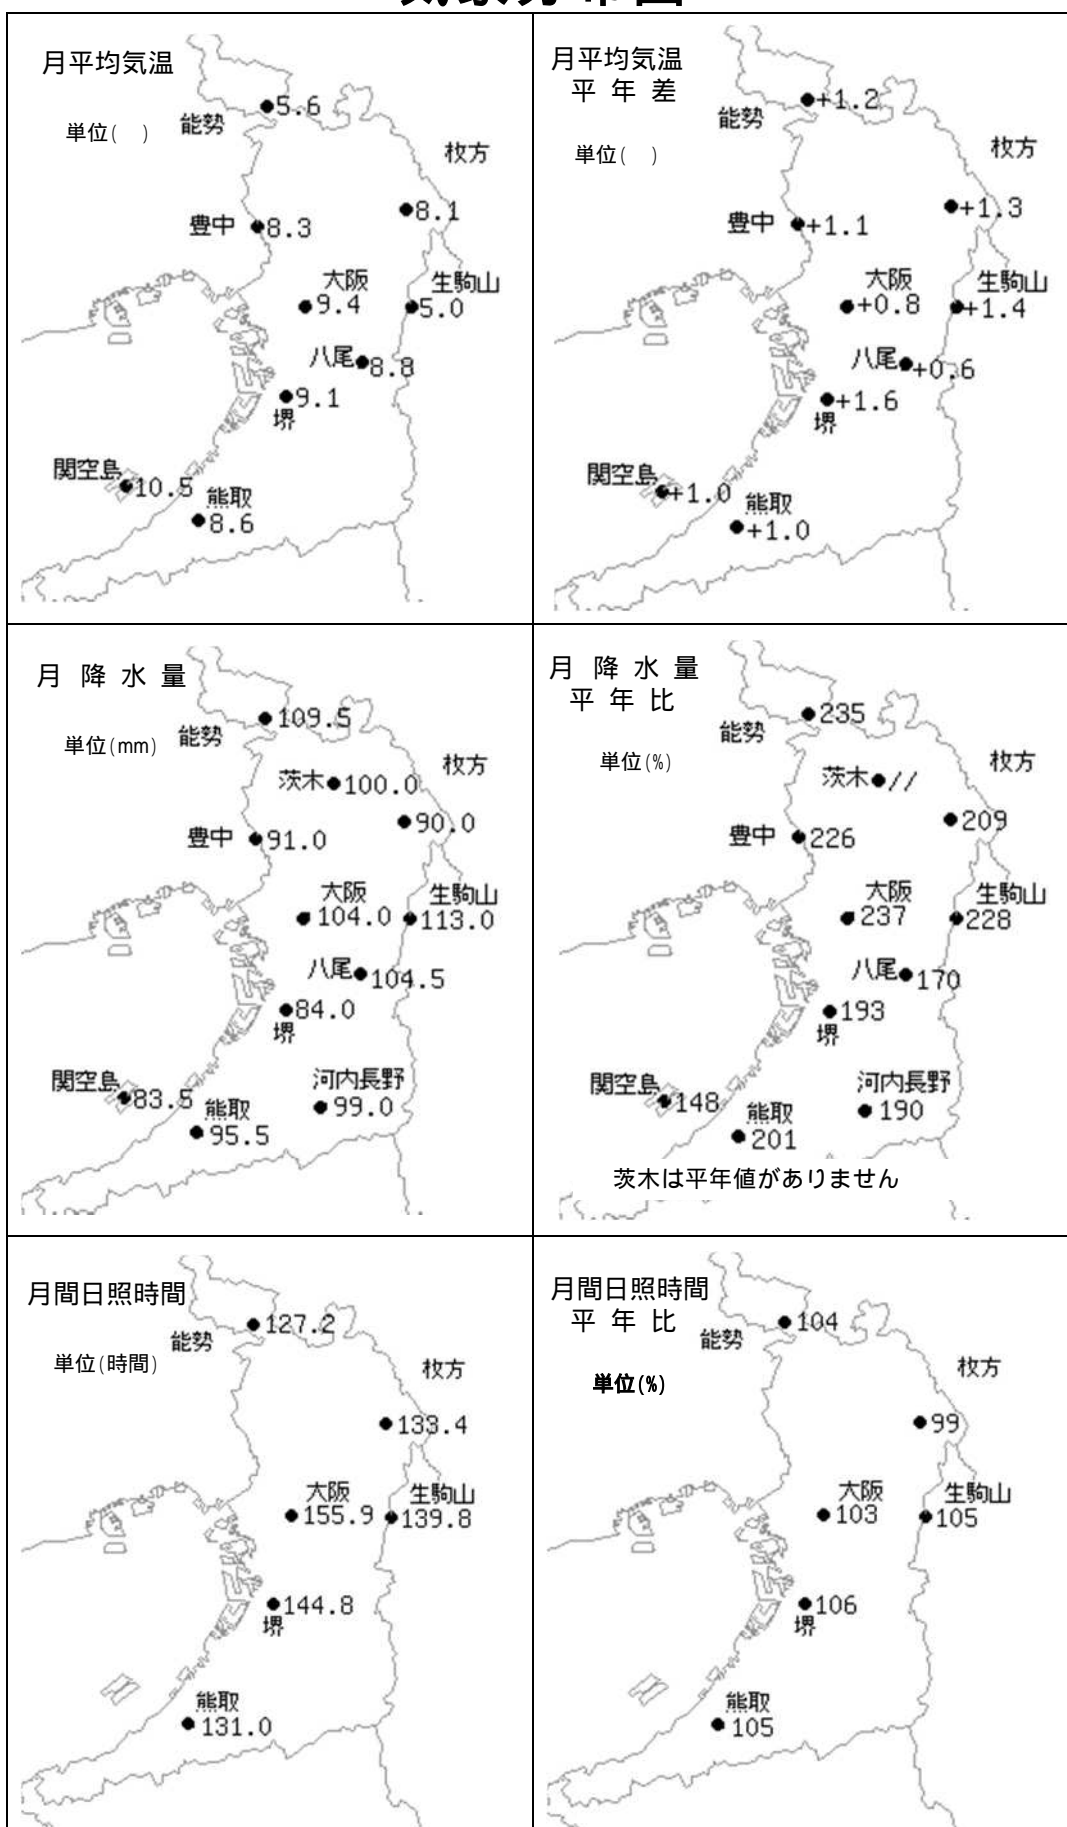 月平均気温
単位(　)
5.6
能勢
枚方
8.1
豊中
8.3
大阪
9.4
生駒山
5.0
八尾
8.8
9.1
堺
関空島
10.5
熊取
8.6
月平均気温
平 年 差
単位(　)
+1.2
能勢
枚方
+1.3
豊中
+1.1
大阪
+0.8
生駒山
+1.4
八尾
+0.6
+1.6
堺
関空島
+1.0
熊取
+1.0
月 降 水 量
単位(mm)
109.5
能勢
枚方
茨木
100.0
90.0
豊中
91.0
大阪
104.0
生駒山
113.0
八尾
104.5
84.0
堺
関空島
83.5
河内長野
99.0
熊取
95.5
月 降 水 量
平 年 比
単位(%)
235
能勢
枚方
茨木
//
209
豊中
226
大阪
237
生駒山
228
八尾
170
193
堺
関空島
148
河内長野
190
熊取
201
茨木は平年値がありません
月間日照時間
単位(時間)
127.2
能勢
枚方
133.4
大阪
155.9
生駒山
139.8
144.8
堺
熊取
131.0
月間日照時間
平 年 比
単位(%)
104
能勢
枚方
99
大阪
103
生駒山
105
106
堺
熊取
105